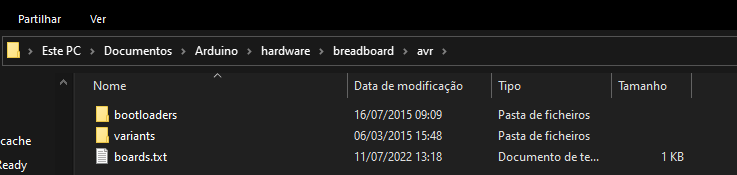 Partilhar Ver
Este PC > Documentos > Arduino > hardware > breadboard > avr >
Nome Data de modificação Tipo Tamanho
bootloaders 16/07/2015 09:09 Pasta de ficheiros
variants 06/03/2015 15:48 Pasta de ficheiros
cache
boards.txt 11/07/2022 13:18 Documento de te... 1 KB
Ready